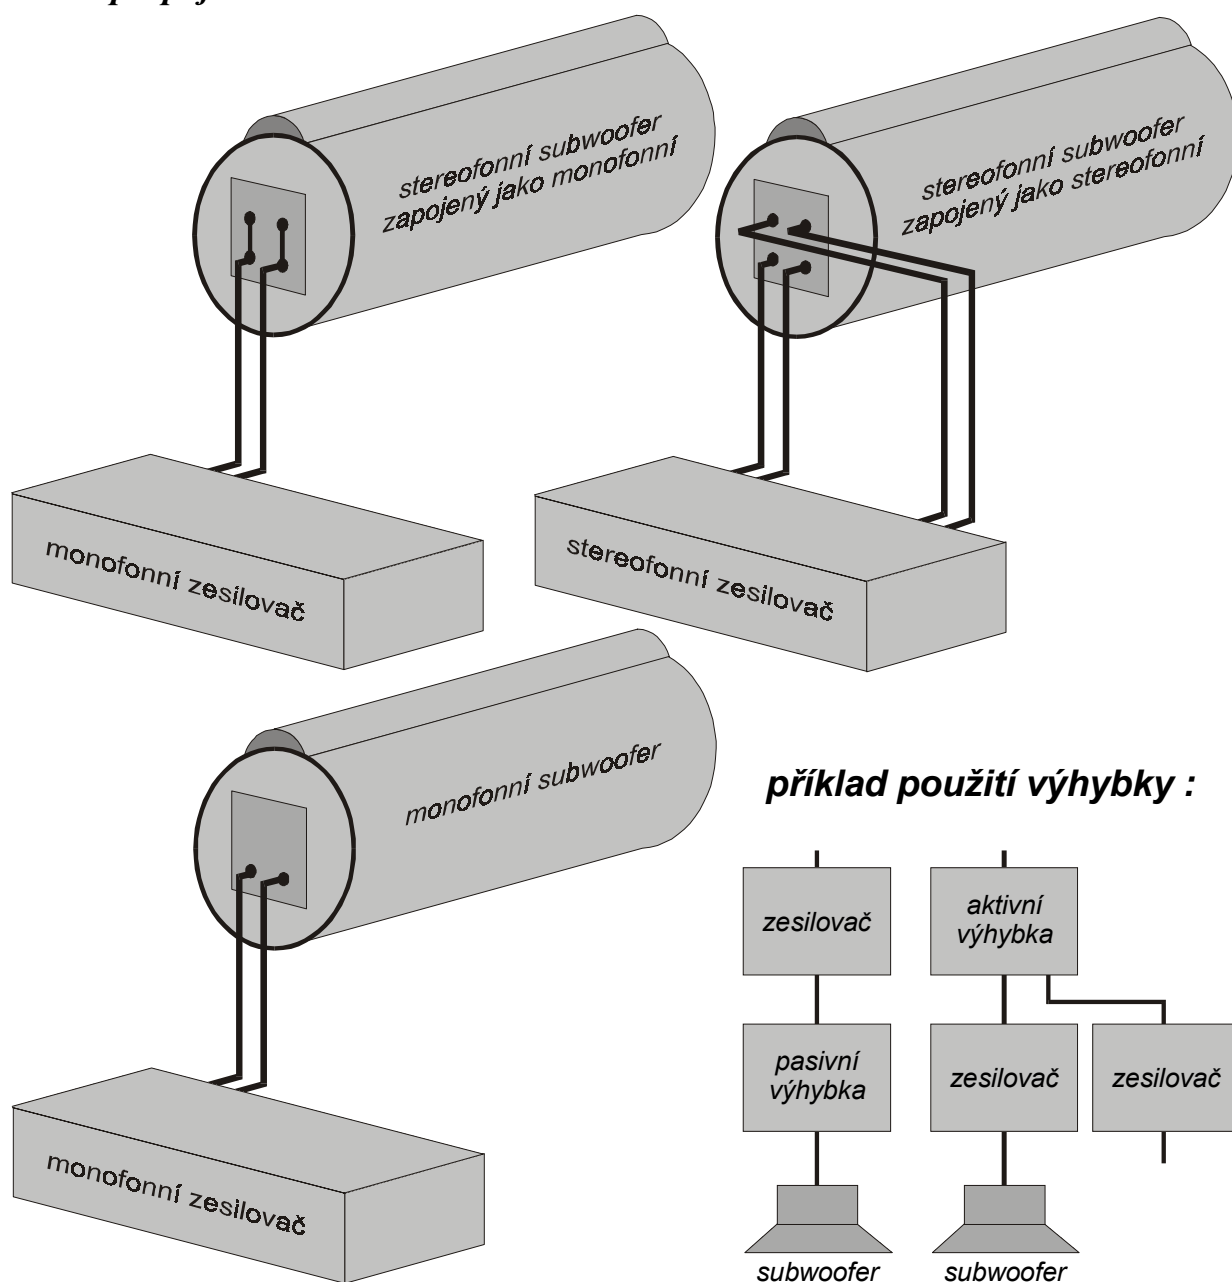 stereofonní subwoofer
zapojený jako monofonní
stereofonní subwoofer
zapojený jako stereofonní
monofonní zesilovač
stereofonní zesilovač
monofonní subwoofer
monofonní zesilovač
příklad použití výhybky :
zesilovač
aktivní
výhybka
pasivní
výhybka
zesilovač
zesilovač
subwoofer
subwoofer